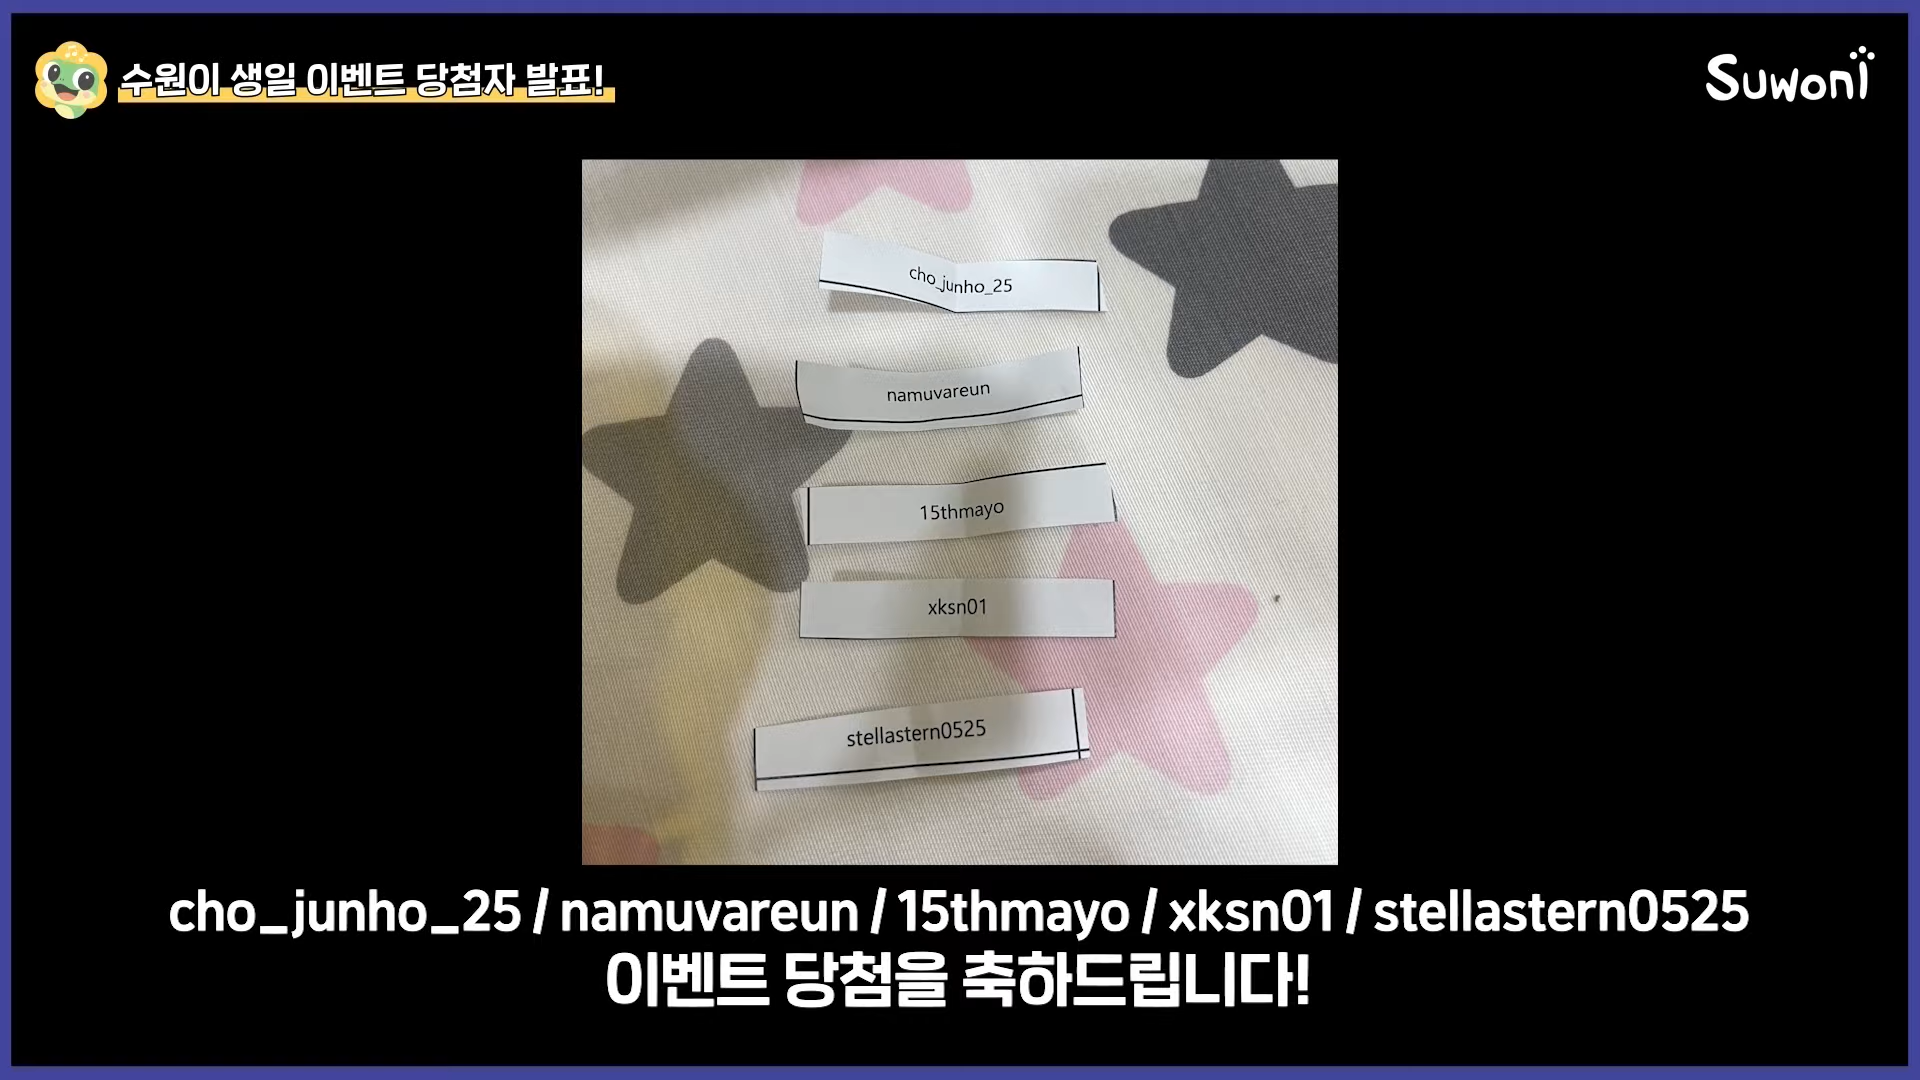 수원이 생일 이벤트 당첨자 발표!
Suwoni
cho_junho_25
namuvareun
15thmayo
xksn01
stellastern0525
cho_junho_25 / namuvareun / 15thmayo / xksn01 / stellastern0525
이벤트 당첨을 축하드립니다!